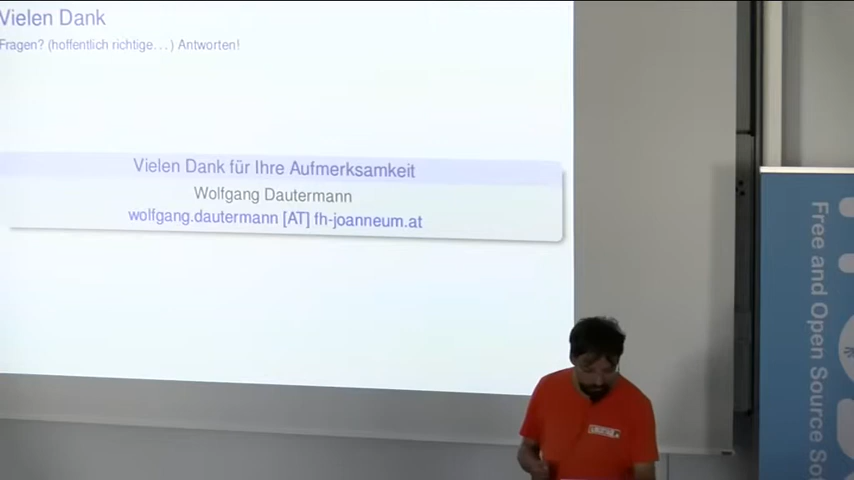 Vielen Dank
Fragen? (hoffentlich richtige...) Antworten!
Vielen Dank für Ihre Aufmerksamkeit
Wolfgang Dautermann
wolfgang.dautermann [AT] fh-joanneum.at
Free and Open Source So